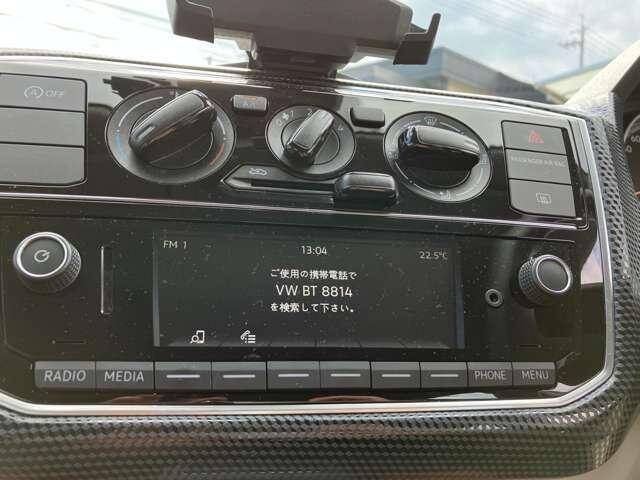 OFF
A/C
PASSENGER AIR BAG
FM 1
13:04
22.5℃
ご使用の携帯電話で
VW BT 8814
を検索して下さい。
RADIO
MEDIA
PHONE
MENU